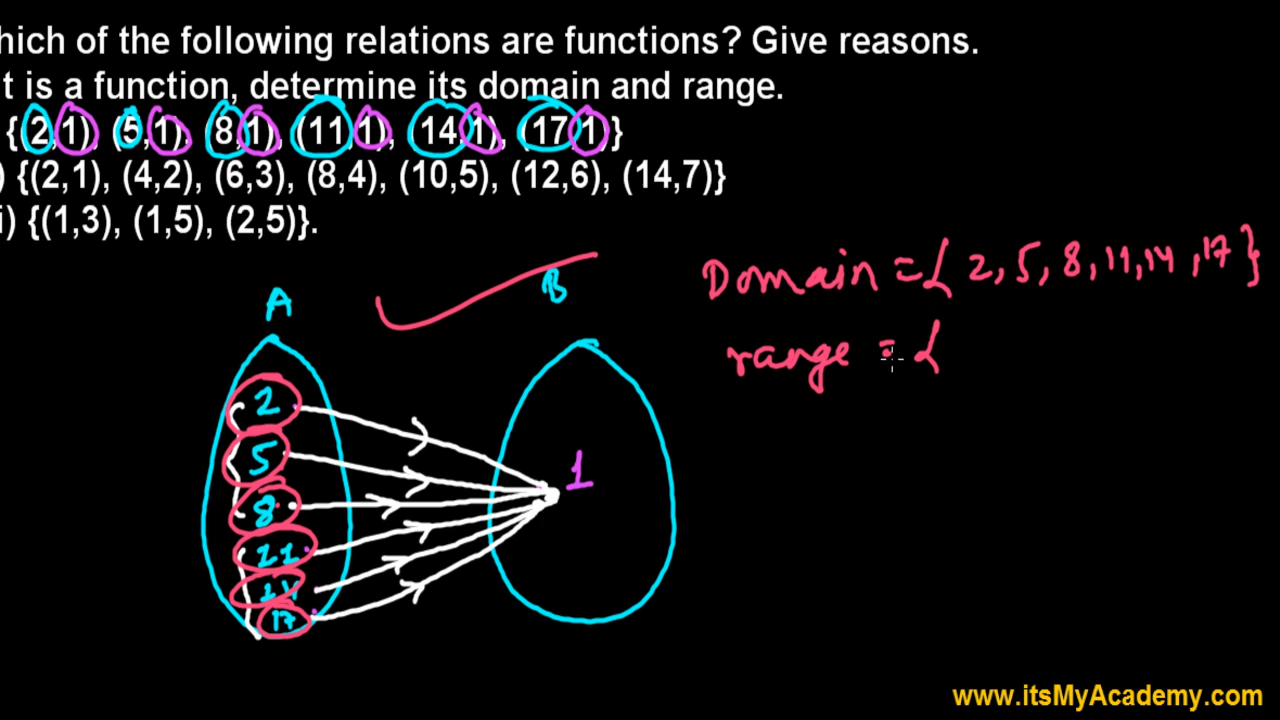 hich of the following relations are functions? Give reasons.
t is a function, determine its domain and range.
{(2,1), (5,1), (8,1), (11,1), (14,1), (17,1)}
) {(2,1), (4,2), (6,3), (8,4), (10,5), (12,6), (14,7)}
i) {(1,3), (1,5), (2,5)}.
Domain = { 2, 5, 8, 11, 14, 17 }
range = {
A
B
2
5
8
11
14
17
1
www.itsMyAcademy.com